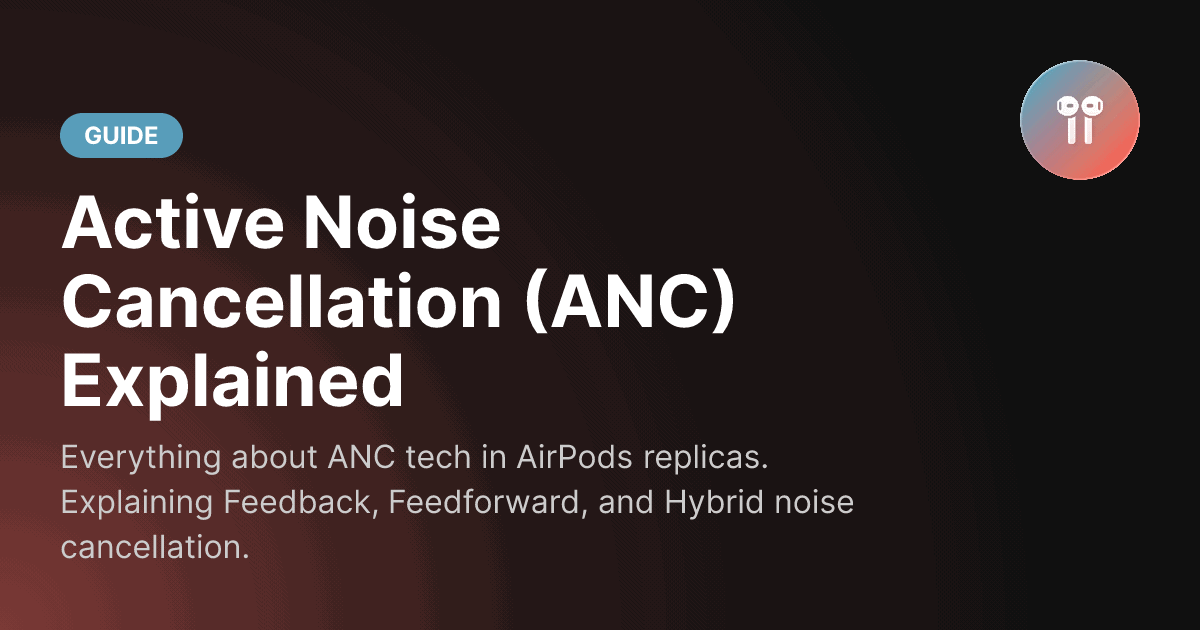 GUIDE
Active Noise
Cancellation (ANC)
Explained
Everything about ANC tech in AirPods replicas.
Explaining Feedback, Feedforward, and Hybrid noise
cancellation.